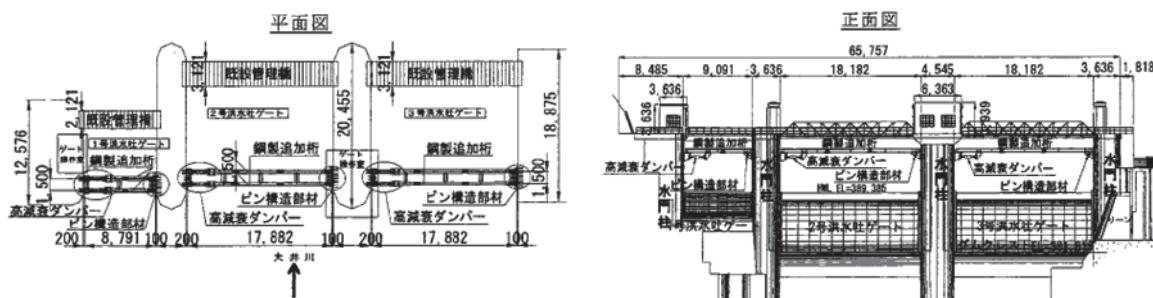 平面図
3,121
既設管理橋
3,121
既設管理橋
2,121
既設管理橋
2号洪水吐ゲート
20,455
3号洪水吐ゲート
18,875
12,576
ゲート操作室
1号洪水吐ゲート
鋼製追加桁
1,500
鋼製追加桁
ゲート
鋼製追加桁
1,500
1,500
ピン構造部材
ピン構造部材
高減衰ダンパー
ピン構造部材
高減衰ダンパー
高減衰ダンパー
200
8,791
100
200
17,882
100
200
17,882
100
大井川
正面図
65,757
8,485
9,091
3,636
18,182
4,545
18,182
3,636
1,818
3,636
6,363
636
939
鋼製追加桁
鋼製追加桁
鋼製追加桁
高減衰ダンパー
高減衰ダンパー
高減衰ダンパー
ピン構造部材
ピン構造部材
ピン構造部材
HWL EL=389.385
水門柱
水門柱
水門柱
水門柱
号洪水吐ゲー
2号洪水吐ゲート
3号洪水吐ゲート